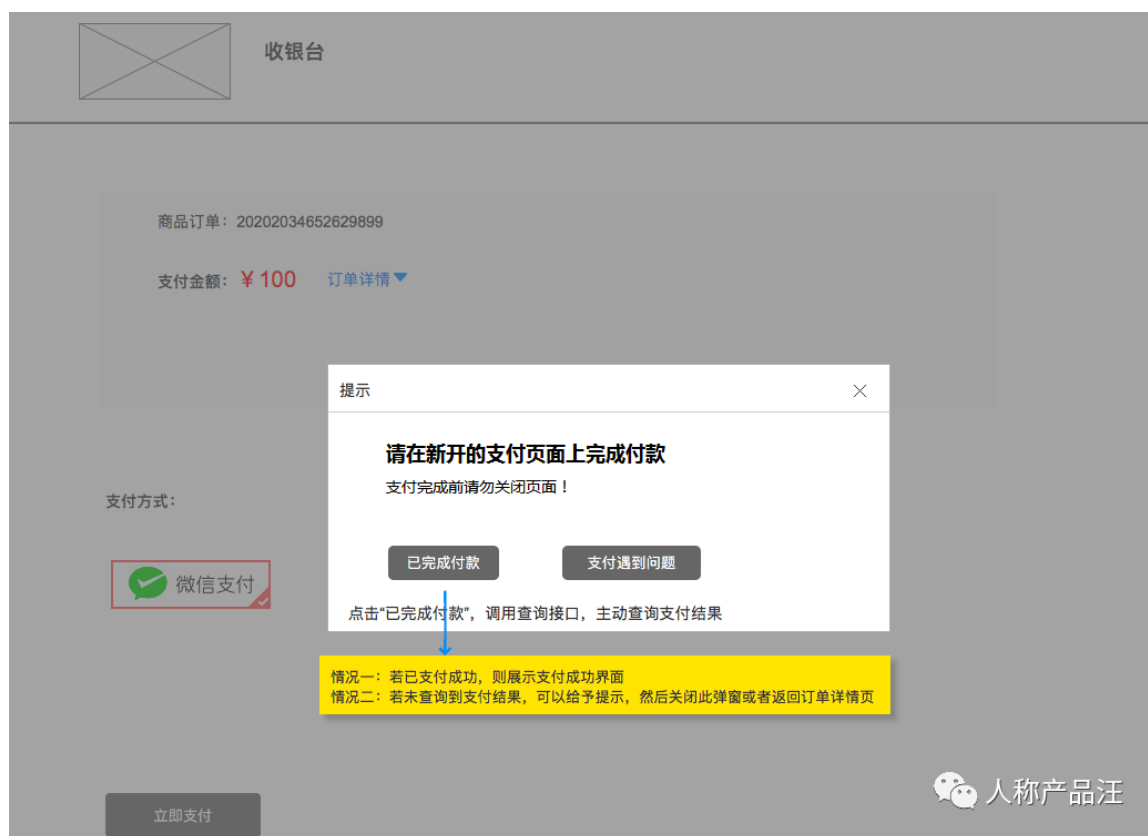 收银台
商品订单：20202034652629899
支付金额：￥100 订单详情
提示
请在新开的支付页面上完成付款
支付完成前请勿关闭页面！
支付方式：
已完成付款 支付遇到问题
微信支付
点击“已完成付款”，调用查询接口，主动查询支付结果
情况一：若已支付成功，则展示支付成功界面
情况二：若未查询到支付结果，可以给予提示，然后关闭此弹窗或者返回订单详情页
人称产品汪
立即支付